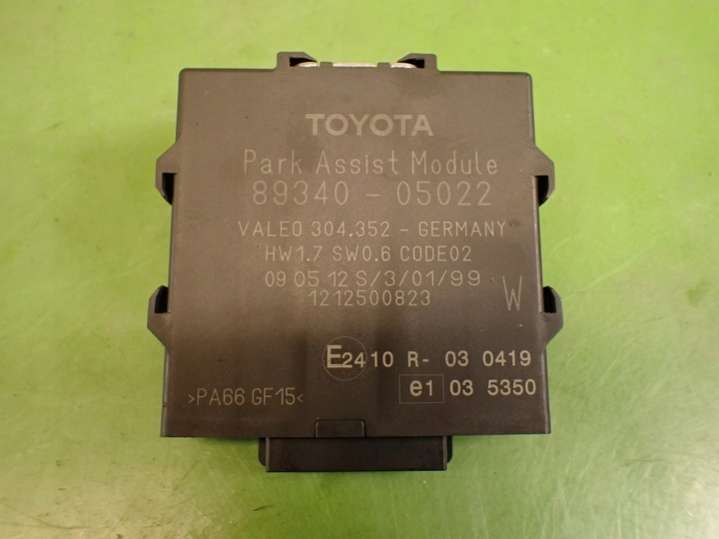 TOYOTA
Park Assist Module
89340 - 05022
VALEO 304.352 - GERMANY
HW1.7 SW0.6 CODE02
09 05 12 S/3/01/99
1212500823
W
E2410 R- 03 0419
>PA66 GF15< e1 03 5350